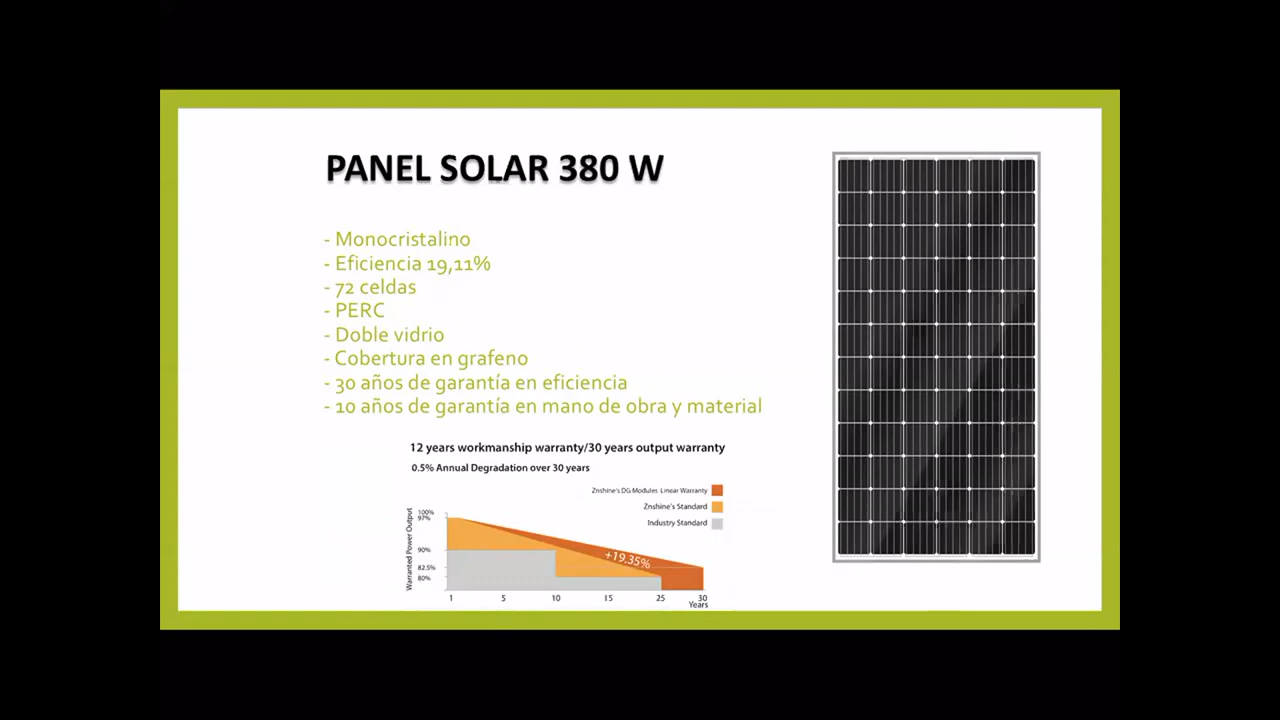 PANEL SOLAR 380 W
- Monocristalino
- Eficiencia 19,11%
- 72 celdas
- PERC
- Doble vidrio
- Cobertura en grafeno
- 30 años de garantía en eficiencia
- 10 años de garantía en mano de obra y material
12 years workmanship warranty/30 years output warranty
0.5% Annual Degradation over 30 years
Znshine's DG Modules Linear Warranty
Znshine's Standard
Industry Standard
Warranted Power Output
100%
97%
90%
82.5%
80%
+19.35%
1 5 10 15 25 30
Years